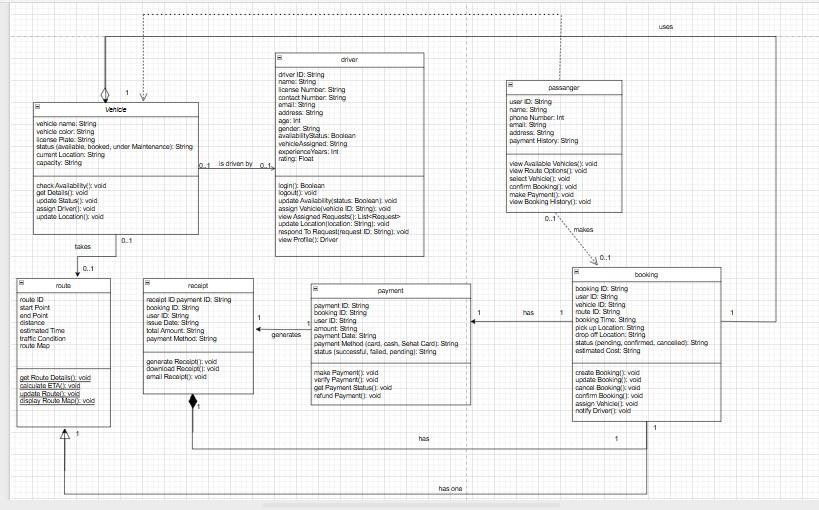 uses
driver
driver ID: String
name: String
license Number: String
contact Number: String
email: String
address: String
age: Int
gender: String
availabilityStatus: Boolean
vehicleAssigned: String
experienceYears: Int
rating: Float
login(): Boolean
logout(): void
update Availability(status: Boolean): void
assign Vehicle(vehicle ID: String): void
view Assigned Requests(): List<Request>
update Location(location: String): void
respond To Request(request ID; String): void
view Profile(): Driver
passanger
user ID: String
name: String
phone Number: Int
email: String
address: String
payment History: String
view Available Vehicles(): void
view Route Options(): void
select Vehicle(): void
confirm Booking(): void
make Payment(): void
view Booking History(): void
1
Vehicle
vehicle name: String
vehicle color: String
license Plate: String
status (available, booked, under Maintenance): String
current Location: String
capacity: String
check Availability(): void
get Details(): void
update Status(): void
assign Driver(): void
update Location(): void
0..1
is driven by
0..1
0..1
makes
0..1
0..1
takes
0..1
route
route ID
start Point
end Point
distance
estimated Time
traffic Condition
route Map
get Route Details(): void
calculate ETA(): void
update Route(): void
display Route Map(): void
receipt
receipt ID payment ID: String
booking ID: String
user ID: String
issue Date: String
total Amount: String
payment Method: String
generate Receipt(): void
download Receipt(): void
email Receipt(): void
1
generates
1
payment
payment ID: String
booking ID: String
user ID: String
amount: String
payment Date: String
payment Method (card, cash, Sehat Card): String
status (successful, failed, pending): String
make Payment(): void
verify Payment(): void
get Payment Status(): void
refund Payment(): void
1
has
1
booking
booking ID: String
user ID: String
vehicle ID: String
route ID: String
booking Time: String
pick up Location: String
drop off Location: String
status (pending, confirmed, cancelled): String
estimated Cost: String
create Booking(): void
update Booking(): void
cancel Booking(): void
confirm Booking(): void
assign Vehicle(): void
notify Driver(): void
1
1
1
1
has
1
has one